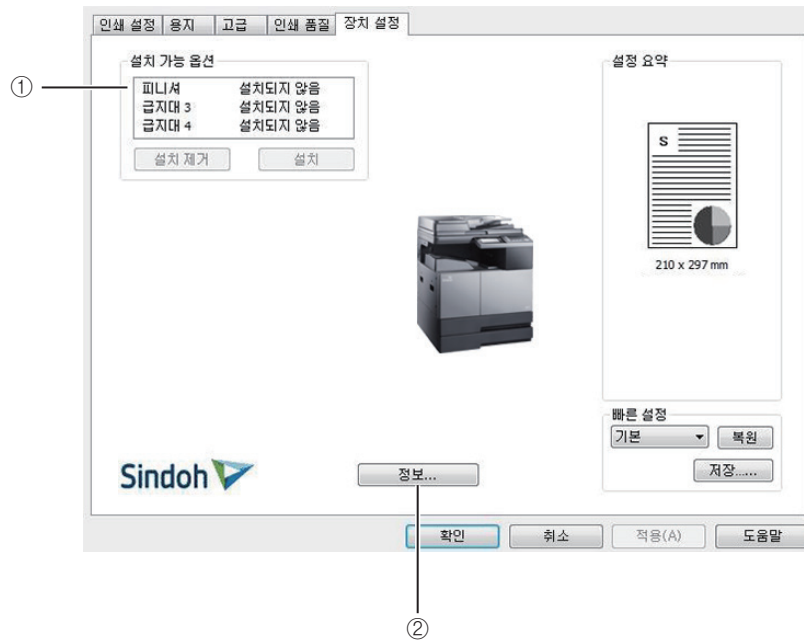 인쇄 설정 용지 고급 인쇄 품질 장치 설정
설치 가능 옵션
① 피니셔 설치되지 않음
급지대 3 설치되지 않음
급지대 4 설치되지 않음
설치 제거 설치
설정 요약
S
210 x 297 mm
빠른 설정
기본 복원
저장......
Sindoh
정보...
확인 취소 적용(A) 도움말
②